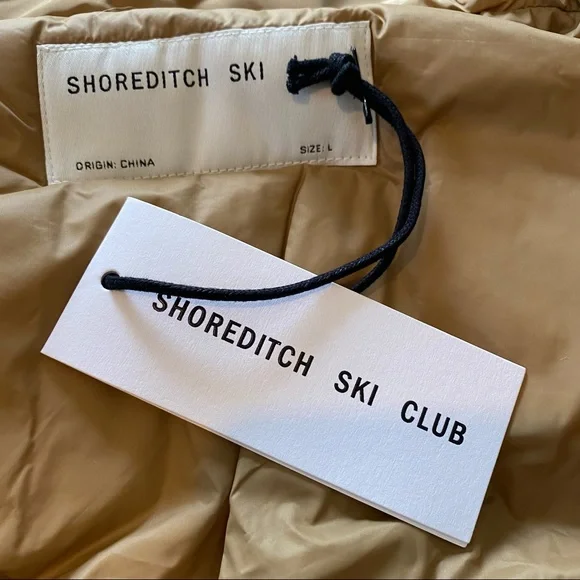 SHOREDITCH SKI
ORIGIN: CHINA
SIZE: L
SHOREDITCH SKI CLUB